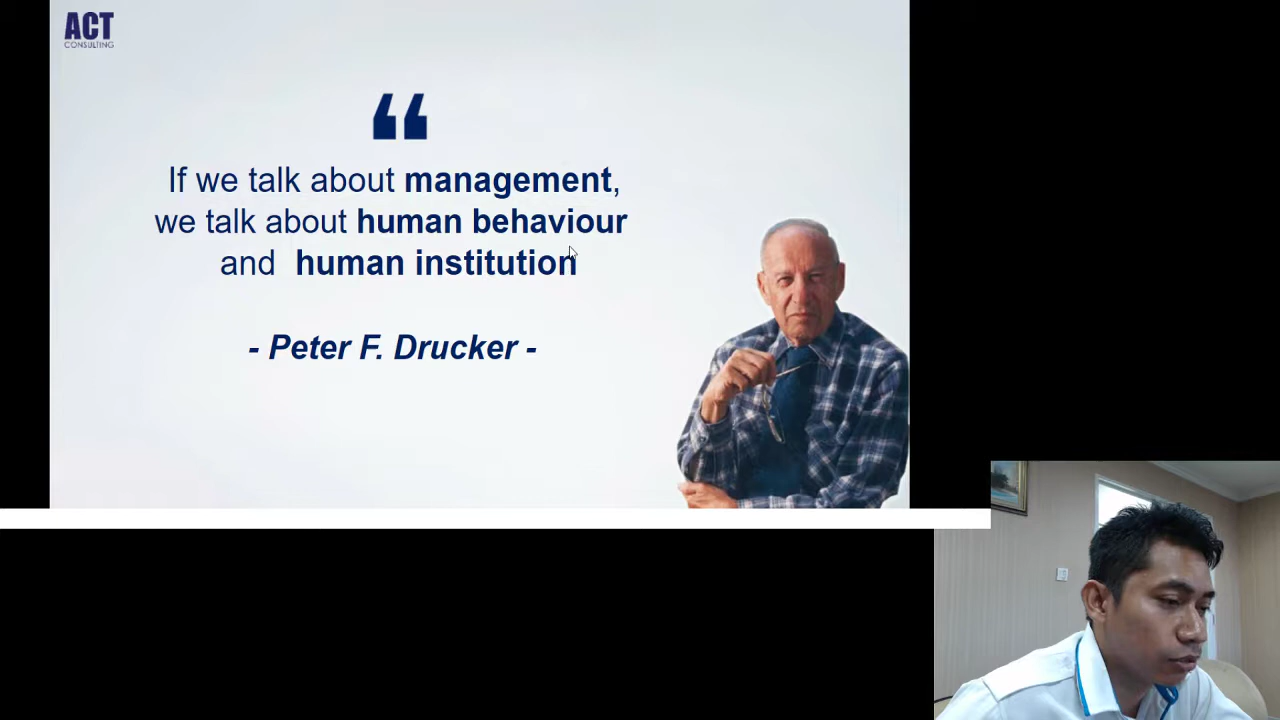 ACT
CONSULTING
“
If we talk about management,
we talk about human behaviour
and human institution
- Peter F. Drucker -